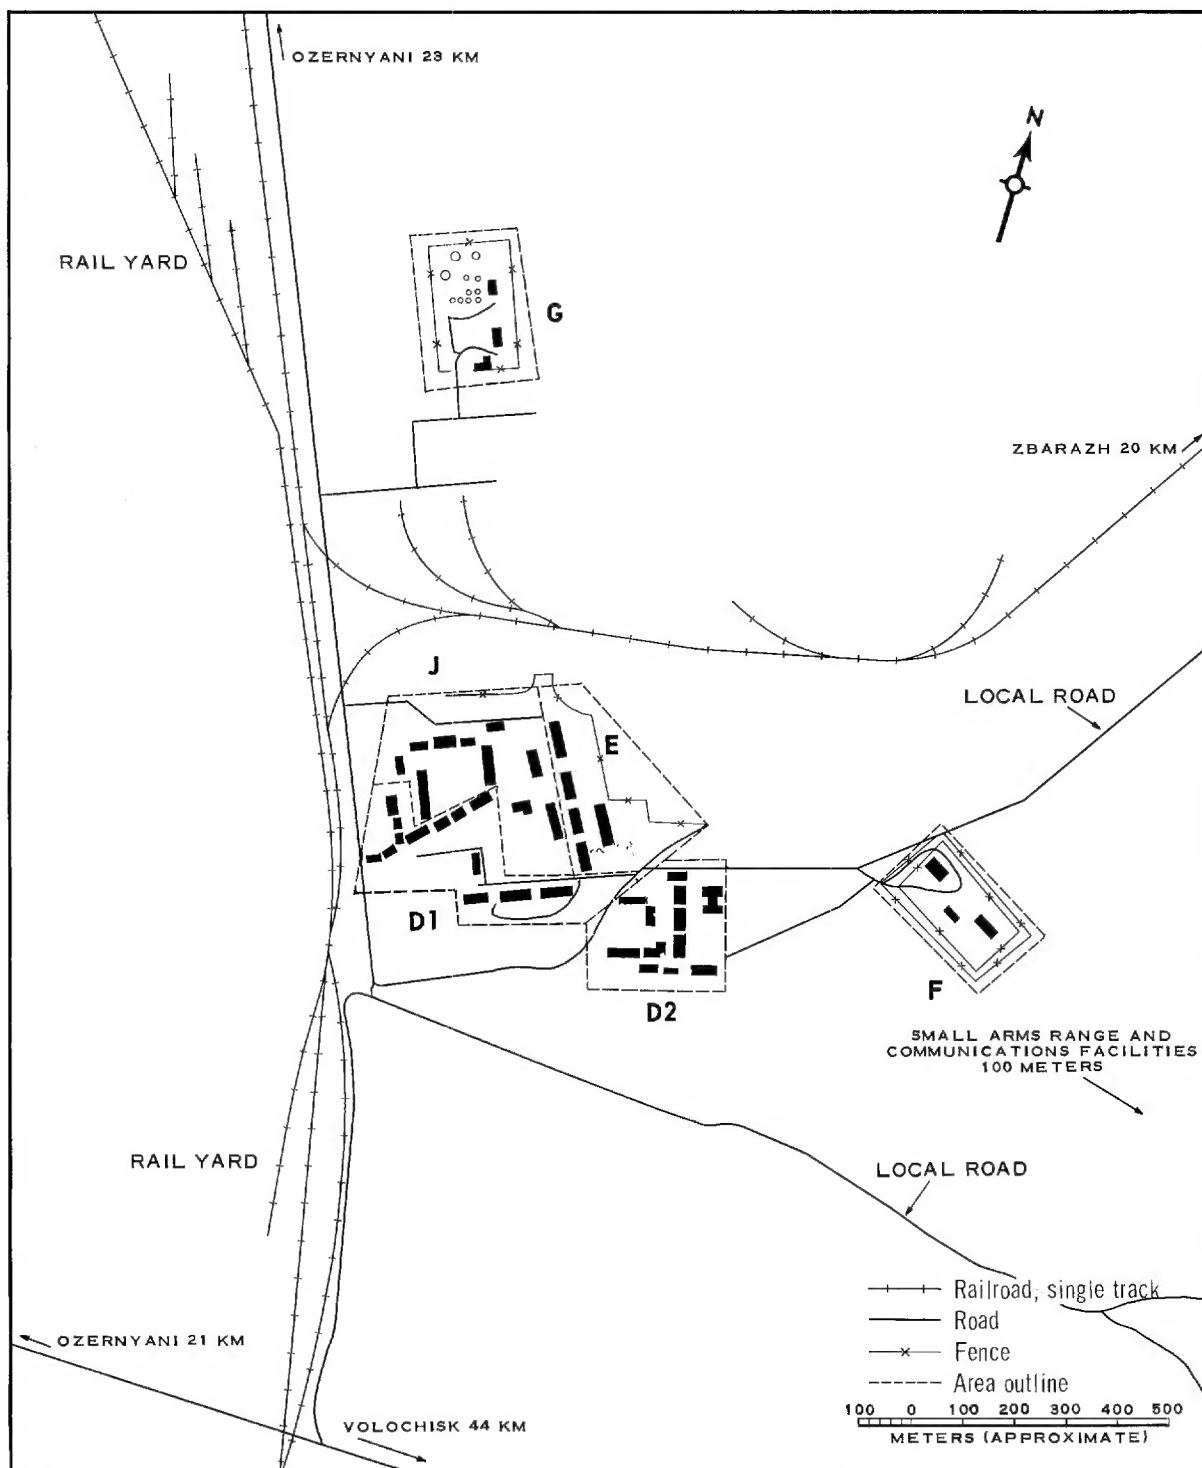 OZERNYANI 23 KM
N
RAIL YARD
G
ZBARAZH 20 KM
J
LOCAL ROAD
E
D1
F
D2
SMALL ARMS RANGE AND
COMMUNICATIONS FACILITIES
100 METERS
RAIL YARD
LOCAL ROAD
Railroad, single track
Road
Fence
Area outline
OZERNYANI 21 KM
VOLOCHISK 44 KM
100 0 100 200 300 400 500
METERS (APPROXIMATE)